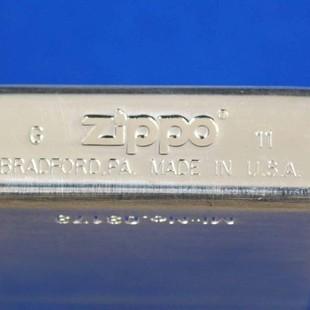 G zippo® 11
BRADFORD,PA. MADE IN U.S.A.